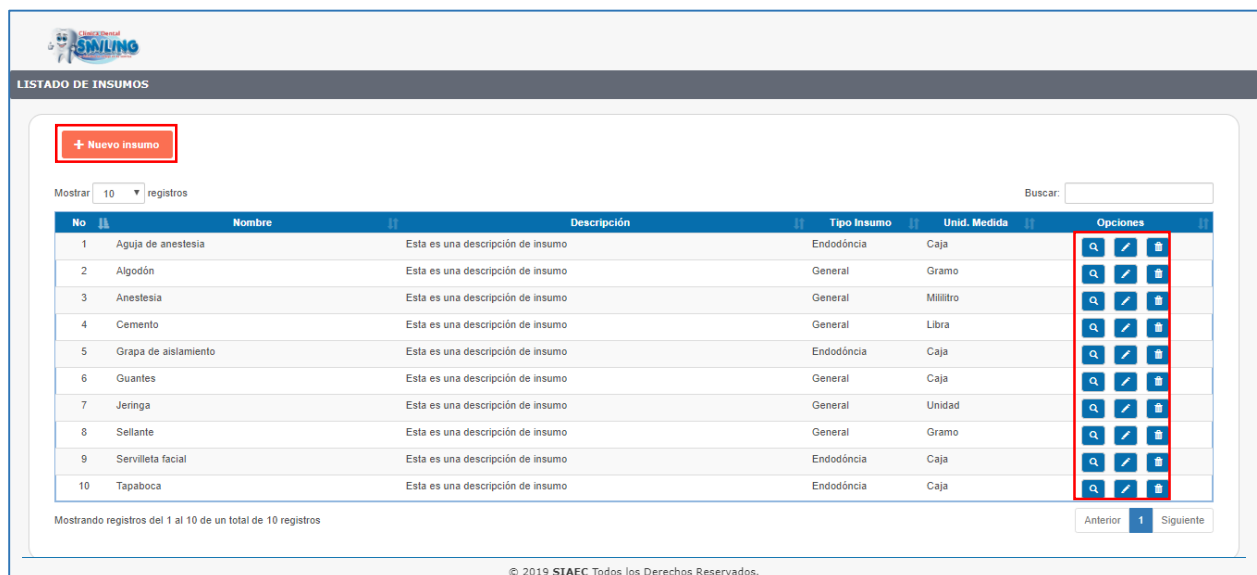 Clínica Dental
SMILING
LISTADO DE INSUMOS
+ Nuevo insumo
Mostrar 10 registros Buscar:
No Nombre Descripción Tipo Insumo Unid. Medida Opciones
1 Aguja de anestesia Esta es una descripción de insumo Endodóncia Caja
2 Algodón Esta es una descripción de insumo General Gramo
3 Anestesia Esta es una descripción de insumo General Mililitro
4 Cemento Esta es una descripción de insumo General Libra
5 Grapa de aislamiento Esta es una descripción de insumo Endodóncia Caja
6 Guantes Esta es una descripción de insumo General Caja
7 Jeringa Esta es una descripción de insumo General Unidad
8 Sellante Esta es una descripción de insumo General Gramo
9 Servilleta facial Esta es una descripción de insumo Endodóncia Caja
10 Tapaboca Esta es una descripción de insumo Endodóncia Caja
Mostrando registros del 1 al 10 de un total de 10 registros Anterior 1 Siguiente
© 2019 SIAEC Todos los Derechos Reservados.